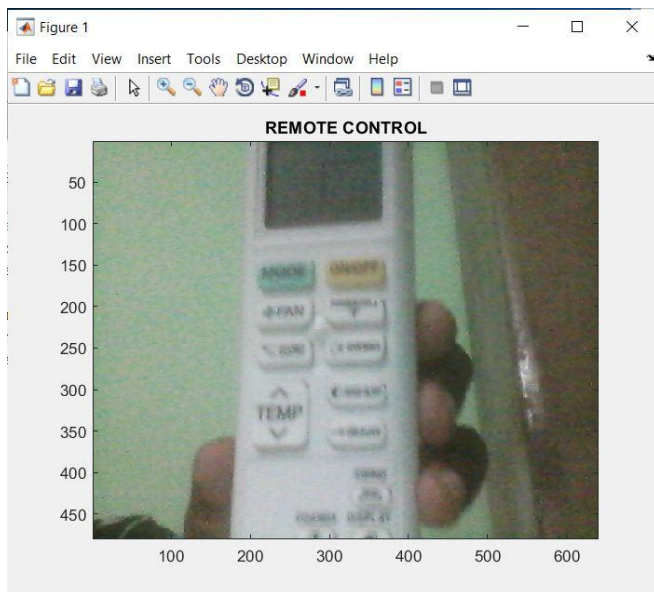 Figure 1
File Edit View Insert Tools Desktop Window Help
REMOTE CONTROL
50
100
150
200
250
300
350
400
450
MODE ON/OFF
FAN
TEMP
100 200 300 400 500 600